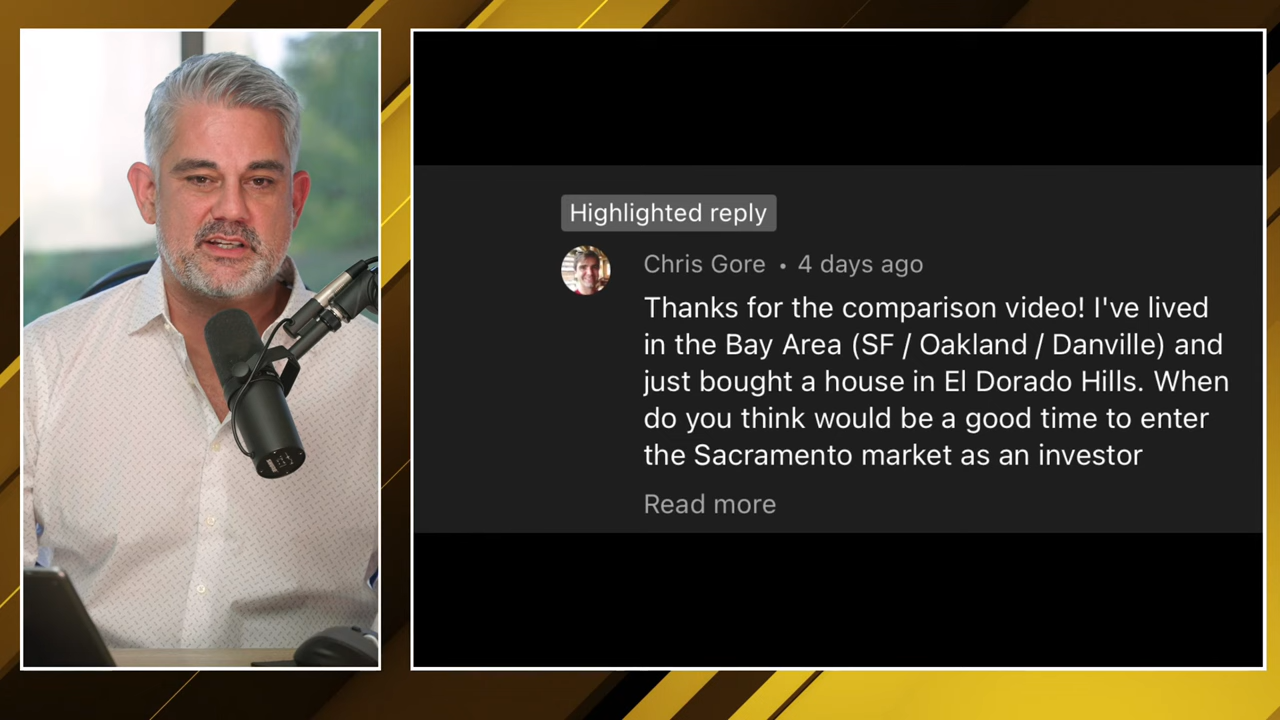 Highlighted reply
Chris Gore • 4 days ago
Thanks for the comparison video! I've lived
in the Bay Area (SF / Oakland / Danville) and
just bought a house in El Dorado Hills. When
do you think would be a good time to enter
the Sacramento market as an investor
Read more